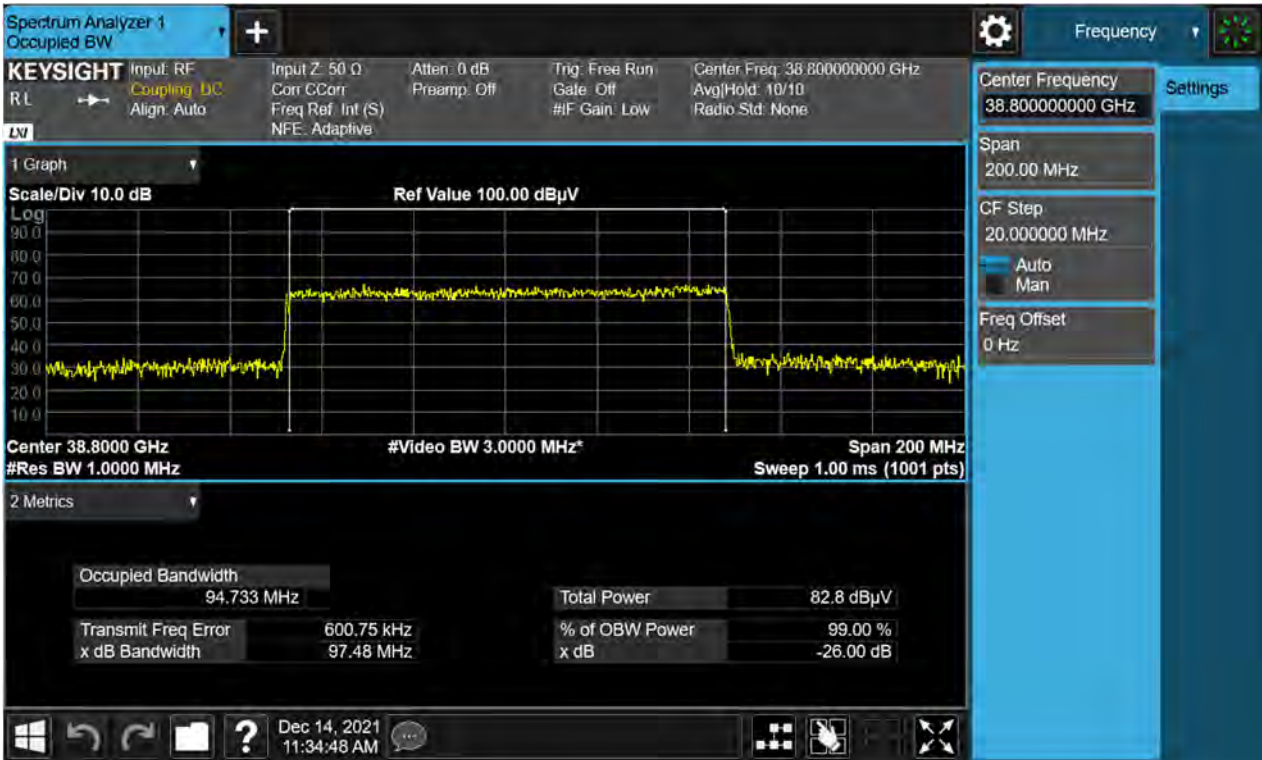 Spectrum Analyzer 1
Occupied BW
+
Frequency
KEYSIGHT
R L
LXI
Input: RF
Coupling: DC
Align: Auto
Input Z: 50 Ω
Corr CCorr
Freq Ref: Int (S)
NFE: Adaptive
Atten: 0 dB
Preamp: Off
Trig: Free Run
Gate: Off
#IF Gain: Low
Center Freq: 38.800000000 GHz
Avg|Hold: 10/10
Radio Std: None
Center Frequency
38.800000000 GHz
Settings
Span
200.00 MHz
CF Step
20.000000 MHz
Auto
Man
Freq Offset
0 Hz
1 Graph
Scale/Div 10.0 dB
Ref Value 100.00 dBµV
Log
90.0
80.0
70.0
60.0
50.0
40.0
30.0
20.0
10.0
Center 38.8000 GHz
#Video BW 3.0000 MHz*
Span 200 MHz
#Res BW 1.0000 MHz
Sweep 1.00 ms (1001 pts)
2 Metrics
Occupied Bandwidth
94.733 MHz
Total Power 82.8 dBµV
Transmit Freq Error 600.75 kHz
% of OBW Power 99.00 %
x dB Bandwidth 97.48 MHz
x dB -26.00 dB
?
Dec 14, 2021
11:34:48 AM